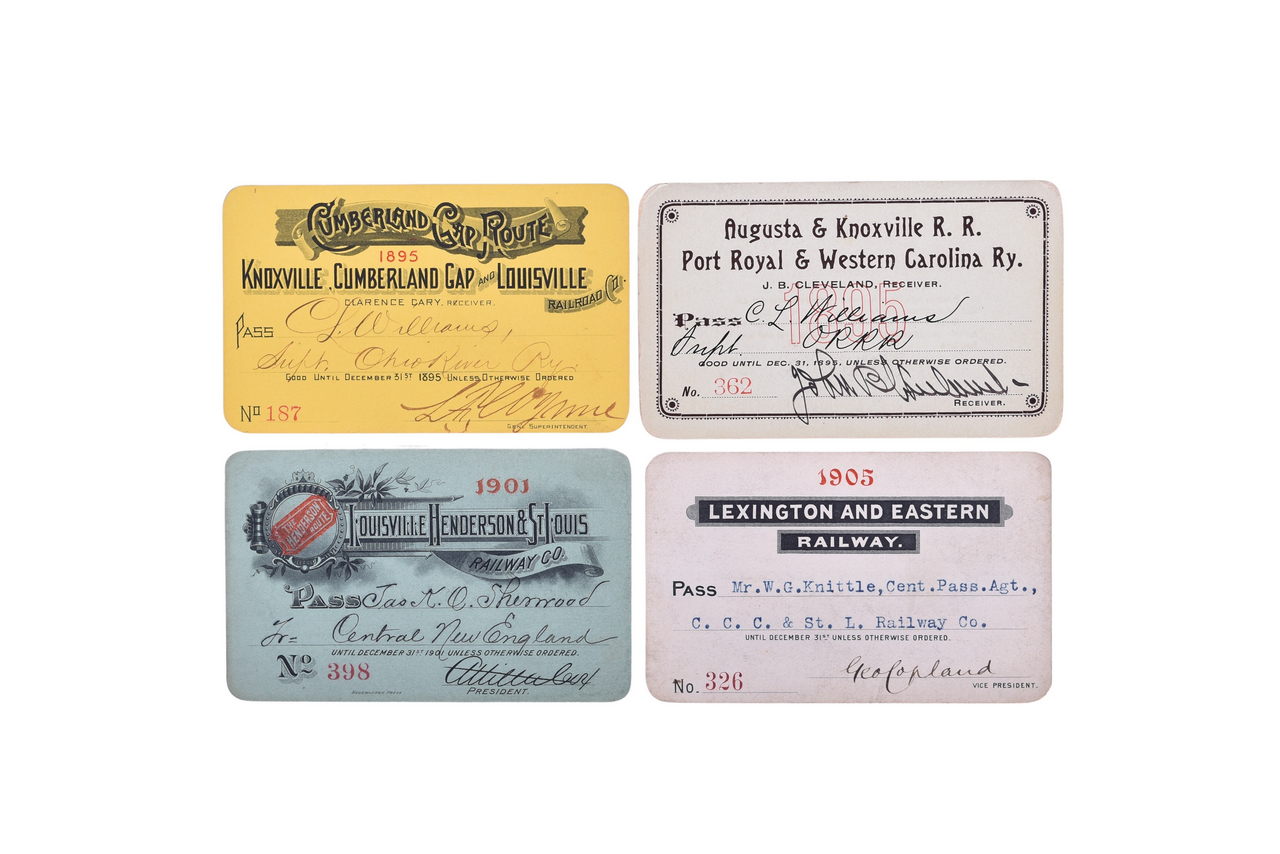 CUMBERLAND GAP ROUTE
1895
KNOXVILLE, CUMBERLAND GAP AND LOUISVILLE
RAILROAD CO.
CLARENCE CARY, RECEIVER.
PASS C L Williams,
Supt. Ohio River Ry.
GOOD UNTIL DECEMBER 31ST 1895 UNLESS OTHERWISE ORDERED
No 187
GENL SUPERINTENDENT.
Augusta & Knoxville R. R.
Port Royal & Western Carolina Ry.
J. B. CLEVELAND, RECEIVER.
1895
Pass C. L. Williams
Supt. ORRR
GOOD UNTIL DEC. 31, 1895, UNLESS OTHERWISE ORDERED.
No. 362 John B Cleveland
RECEIVER.
1901
THE HENDERSON ROUTE
LOUISVILLE HENDERSON & ST LOUIS
RAILWAY CO.
PASS Jas K. O. Sherwood
Tr= Central New England
UNTIL DECEMBER 31ST 1901 UNLESS OTHERWISE ORDERED.
No 398
PRESIDENT.
1905
LEXINGTON AND EASTERN
RAILWAY.
PASS Mr.W.G.Knittle,Cent.Pass.Agt.,
C. C. C. & St. L. Railway Co.
UNTIL DECEMBER 31ST UNLESS OTHERWISE ORDERED.
Geo Copland
No. 326 VICE PRESIDENT.